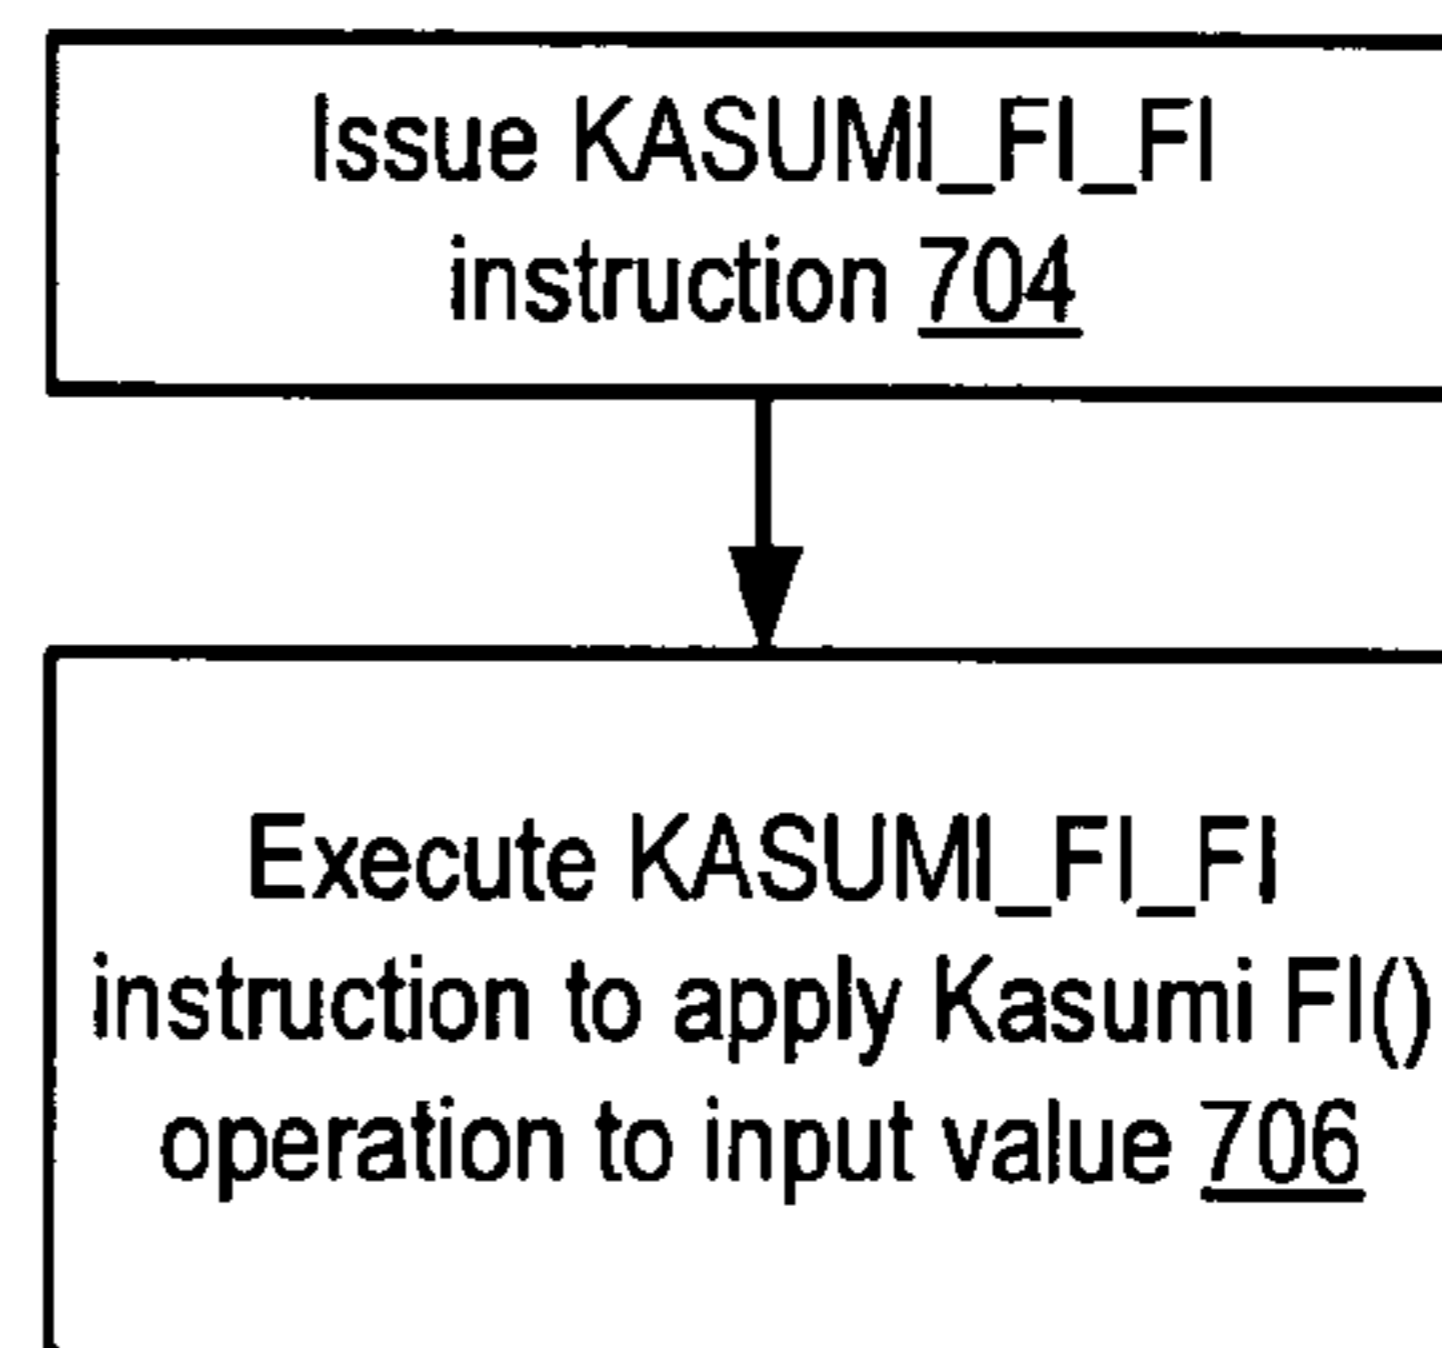 Issue KASUMI_FI_FI
instruction 704
Execute KASUMI_FI_FI
instruction to apply Kasumi FI()
operation to input value 706